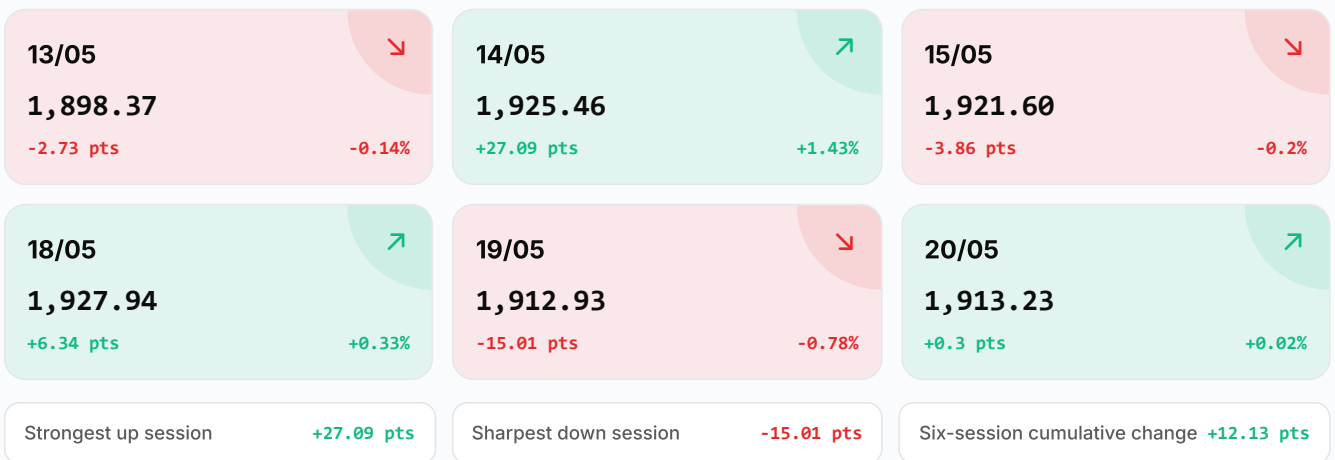 13/05
1,898.37
-2.73 pts -0.14%
14/05
1,925.46
+27.09 pts +1.43%
15/05
1,921.60
-3.86 pts -0.2%
18/05
1,927.94
+6.34 pts +0.33%
19/05
1,912.93
-15.01 pts -0.78%
20/05
1,913.23
+0.3 pts +0.02%
Strongest up session +27.09 pts
Sharpest down session -15.01 pts
Six-session cumulative change +12.13 pts